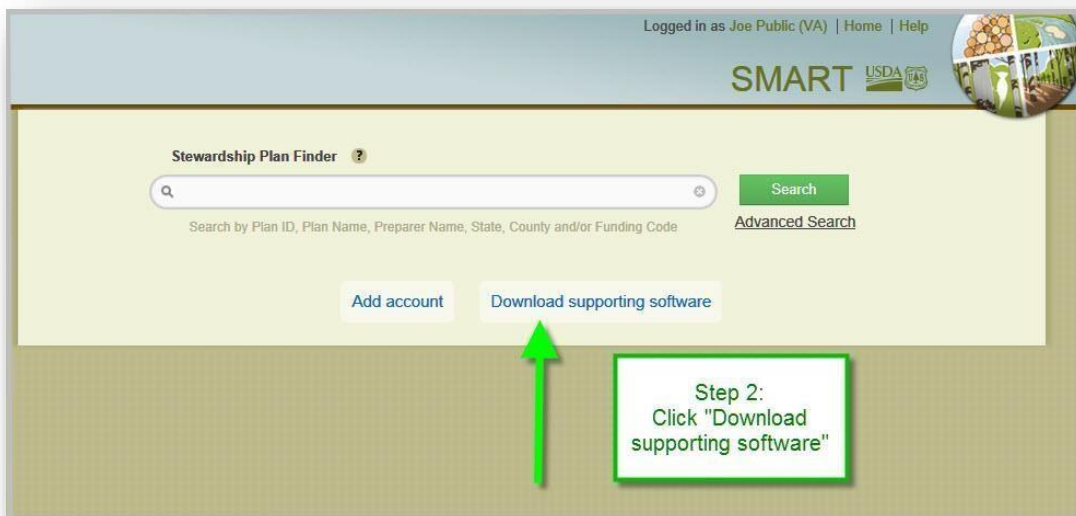 Logged in as Joe Public (VA) | Home | Help
SMART USDA UAS
Stewardship Plan Finder ?
Search
Search by Plan ID, Plan Name, Preparer Name, State, County and/or Funding Code
Advanced Search
Add account
Download supporting software
Step 2:
Click "Download
supporting software"